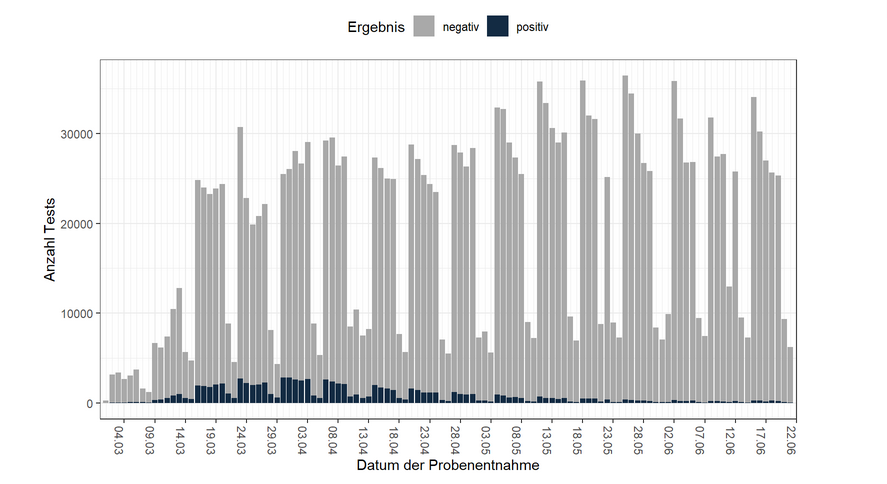 Ergebnis negativ positiv
Anzahl Tests
30000
20000
10000
0
04.03 09.03 14.03 19.03 24.03 29.03 03.04 08.04 13.04 18.04 23.04 28.04 03.05 08.05 13.05 18.05 23.05 28.05 02.06 07.06 12.06 17.06 22.06
Datum der Probenentnahme